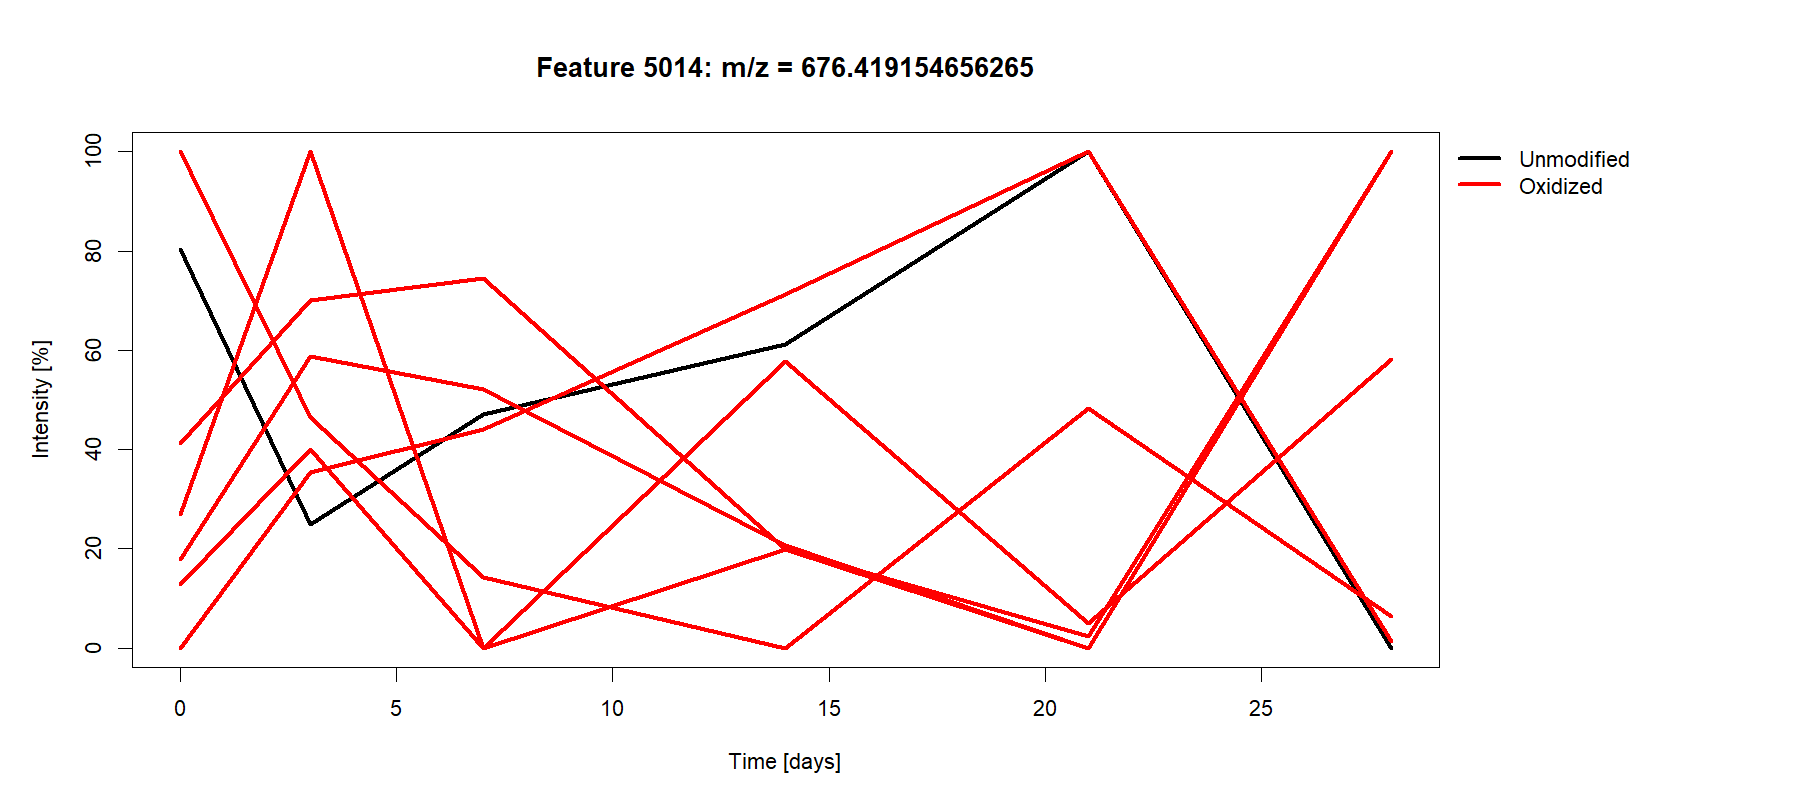 Feature 5014: m/z = 676.419154656265
Unmodified
Oxidized
Intensity [%]
100
80
60
40
20
0
0 5 10 15 20 25
Time [days]